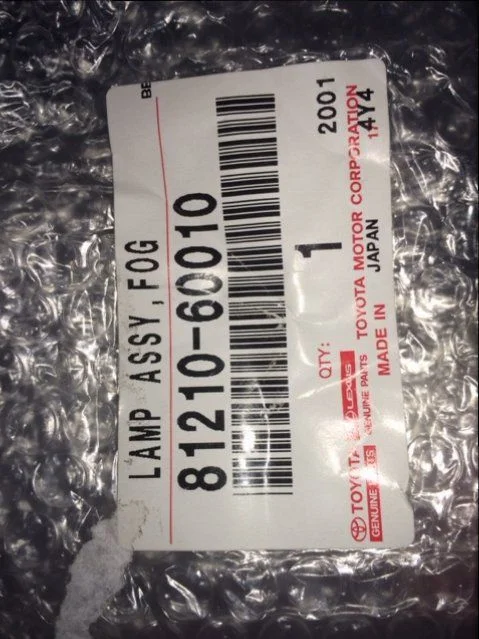 BE
LAMP ASSY,FOG
81210-60010
QTY: 1
2001
4Y4
TOYOTA LEXUS
GENUINE PARTS GENUINE PARTS
TOYOTA MOTOR CORPORATION
MADE IN JAPAN